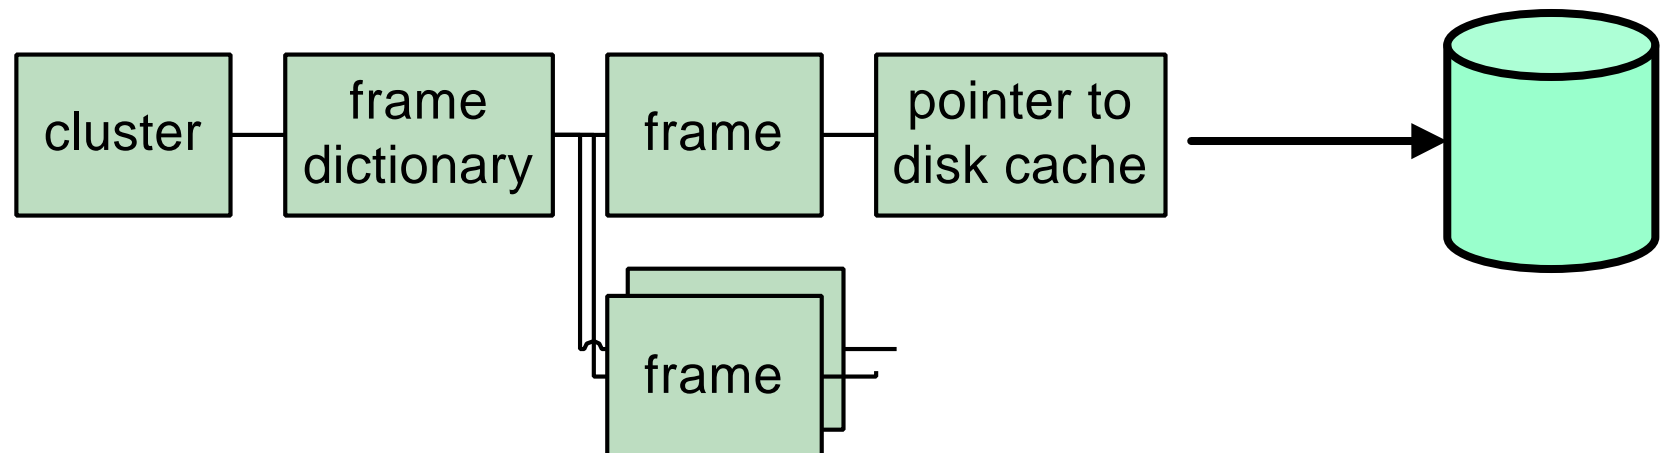 cluster
frame
dictionary
frame
pointer to
disk cache
frame